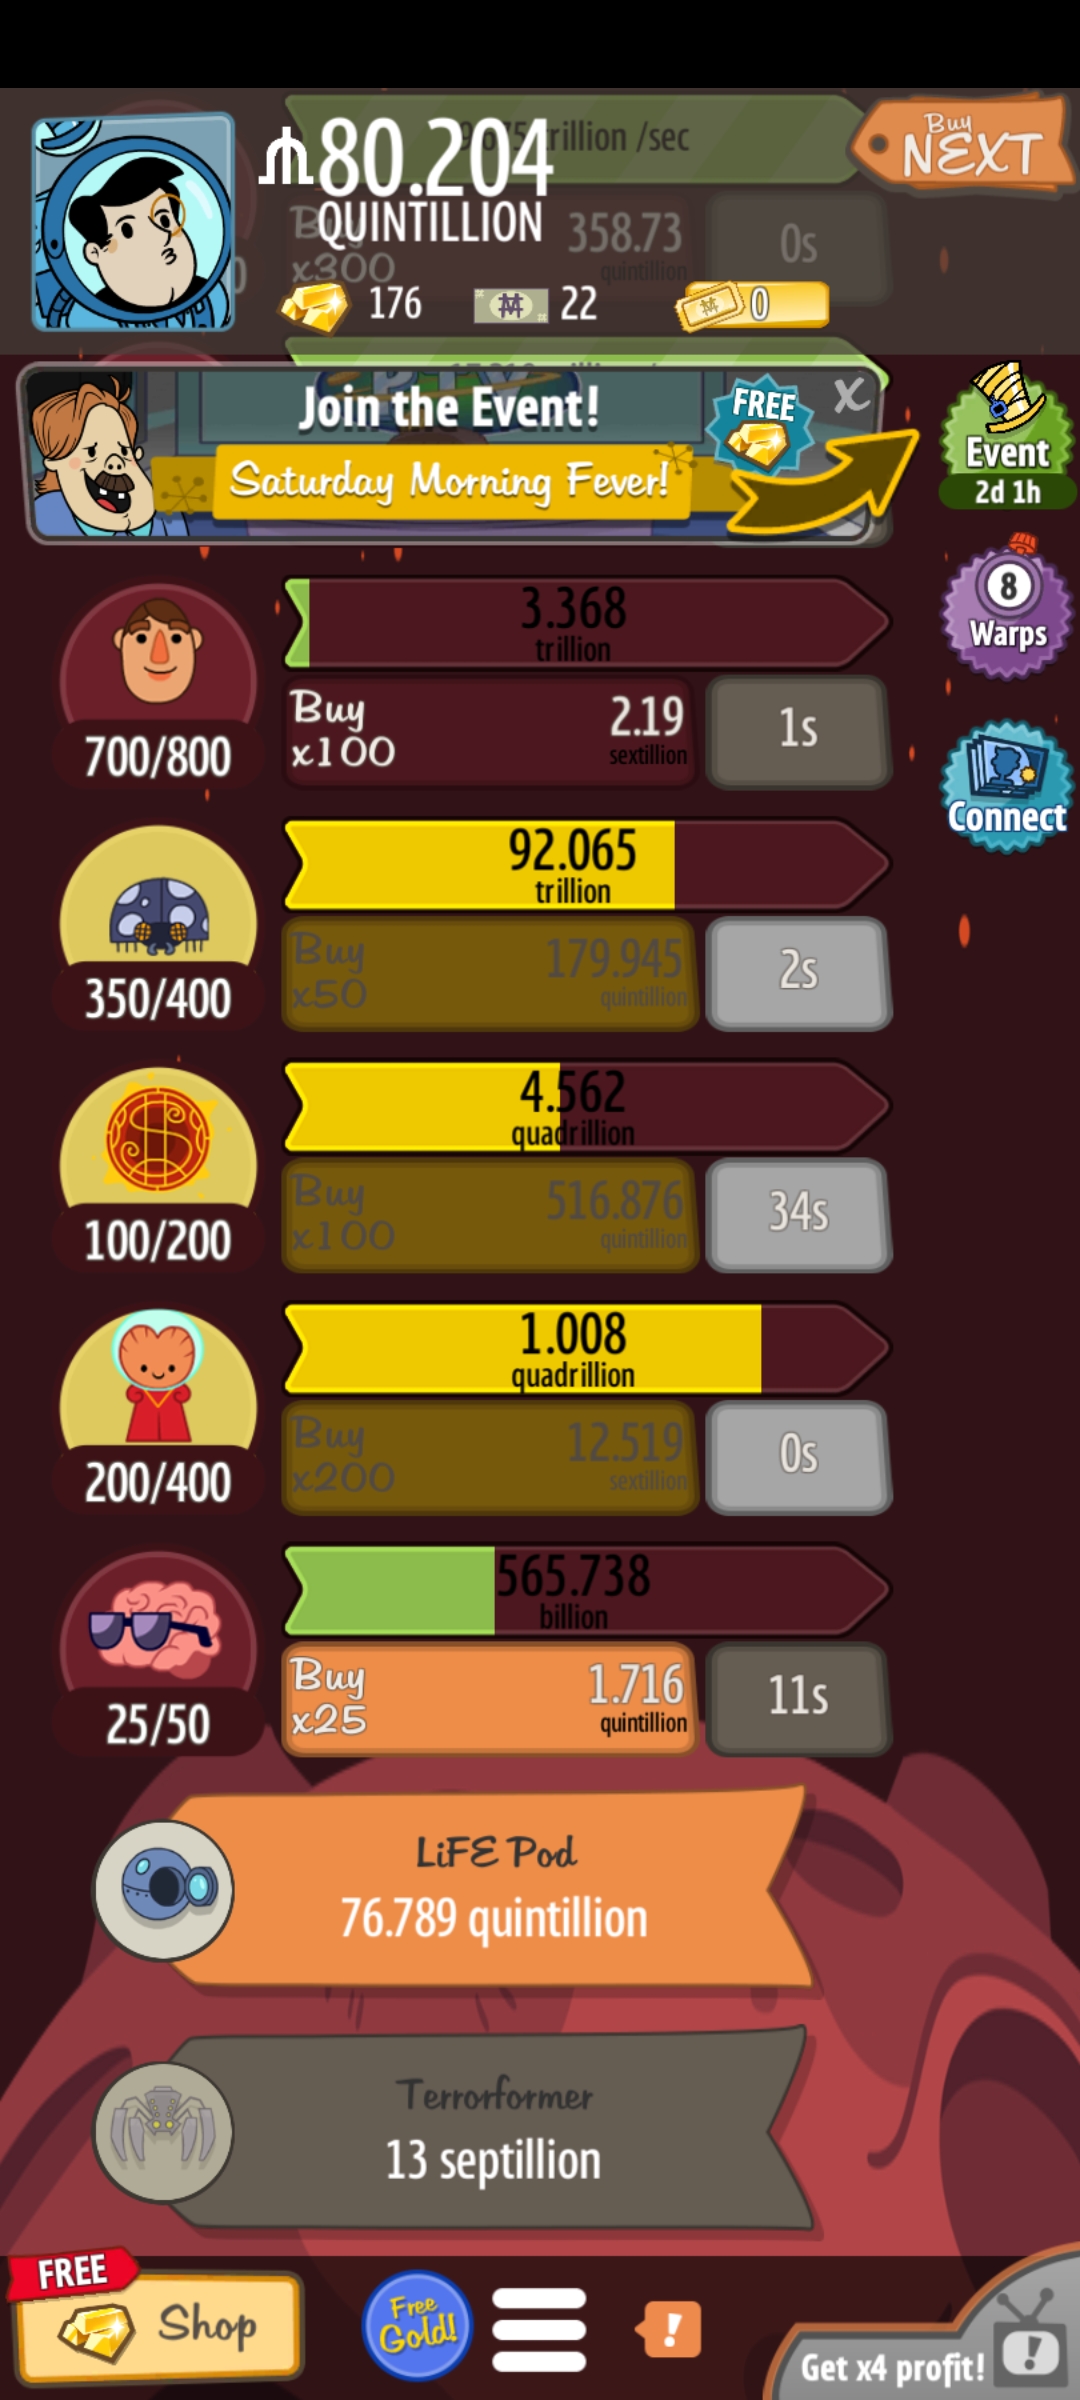 80.204
QUINTILLION
trillion /sec
Buy
NEXT
Buy
x300
358.73
quintillion
0s
176
22
0
Join the Event!
FREE
X
Saturday Morning Fever!
Event
2d 1h
8
Warps
Connect
3.368
trillion
700/800
Buy
x100
2.19
sextillion
1s
92.065
trillion
350/400
Buy
x50
179.945
quintillion
2s
4.562
quadrillion
100/200
Buy
x100
516.876
quintillion
34s
1.008
quadrillion
200/400
Buy
x200
12.519
sextillion
0s
565.738
billion
25/50
Buy
x25
1.716
quintillion
11s
LiFE Pod
76.789 quintillion
Terrorformer
13 septillion
FREE
Shop
Free
Gold!
!
Get x4 profit!
!